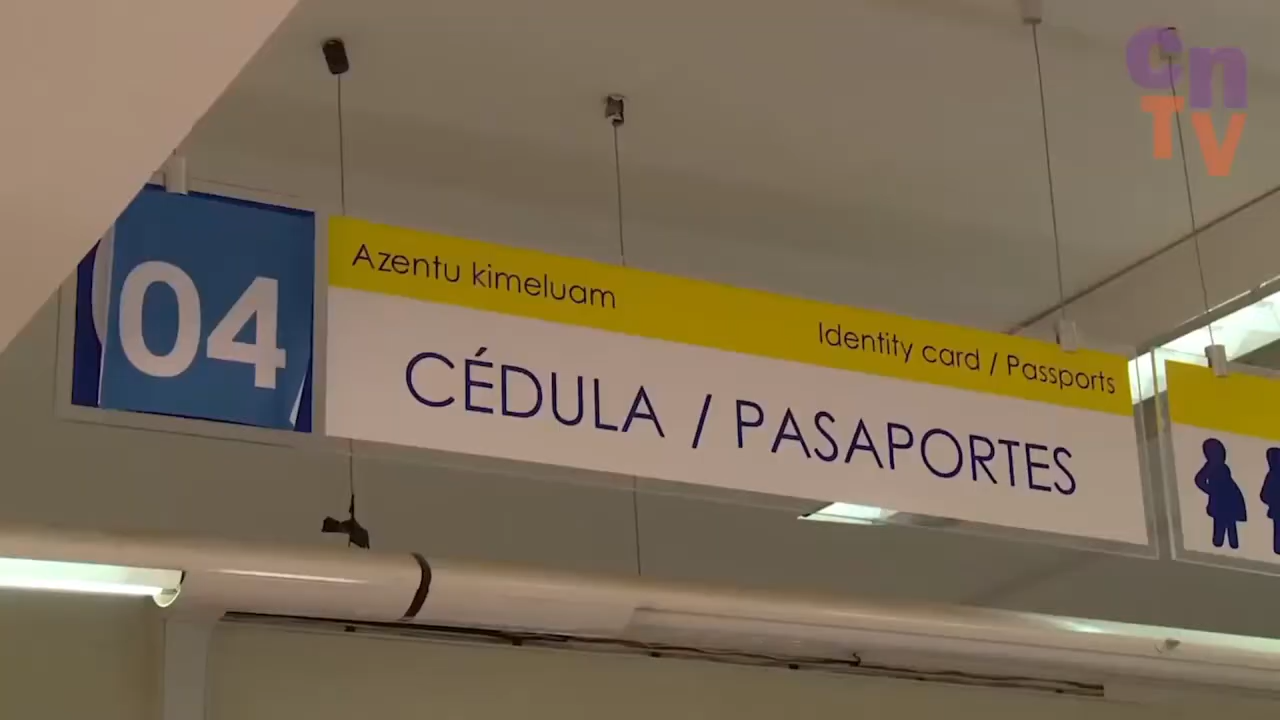 cn
TV
04
Azentu kimeluam
Identity card / Passports
CÉDULA / PASAPORTES